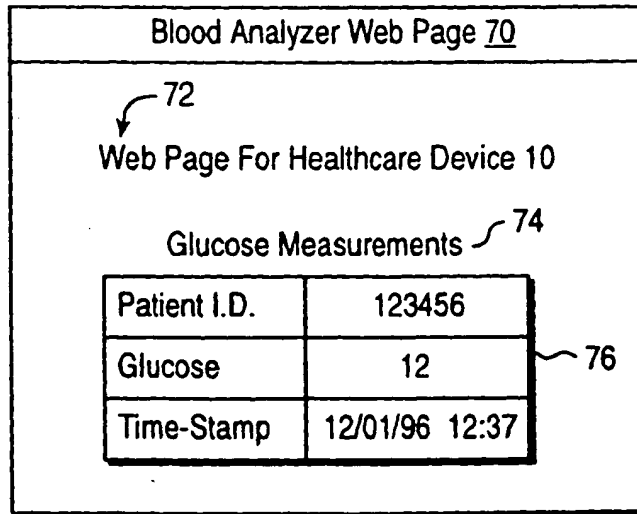 Blood Analyzer Web Page 70
72
Web Page For Healthcare Device 10
74
Glucose Measurements
Patient I.D. 123456
Glucose 12
76
Time-Stamp 12/01/96 12:37